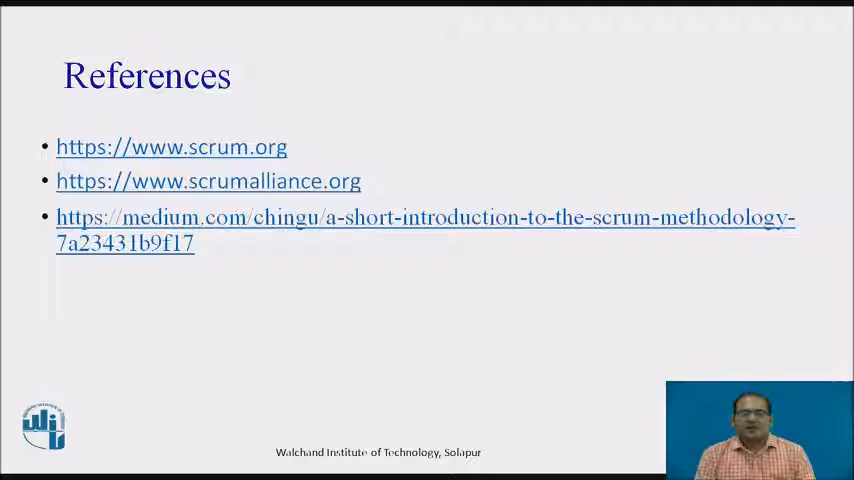 References
• https://www.scrum.org
• https://www.scrumalliance.org
• https://medium.com/chingu/a-short-introduction-to-the-scrum-methodology-
7a23431b9f17
Walchand Institute of Technology, Solapur